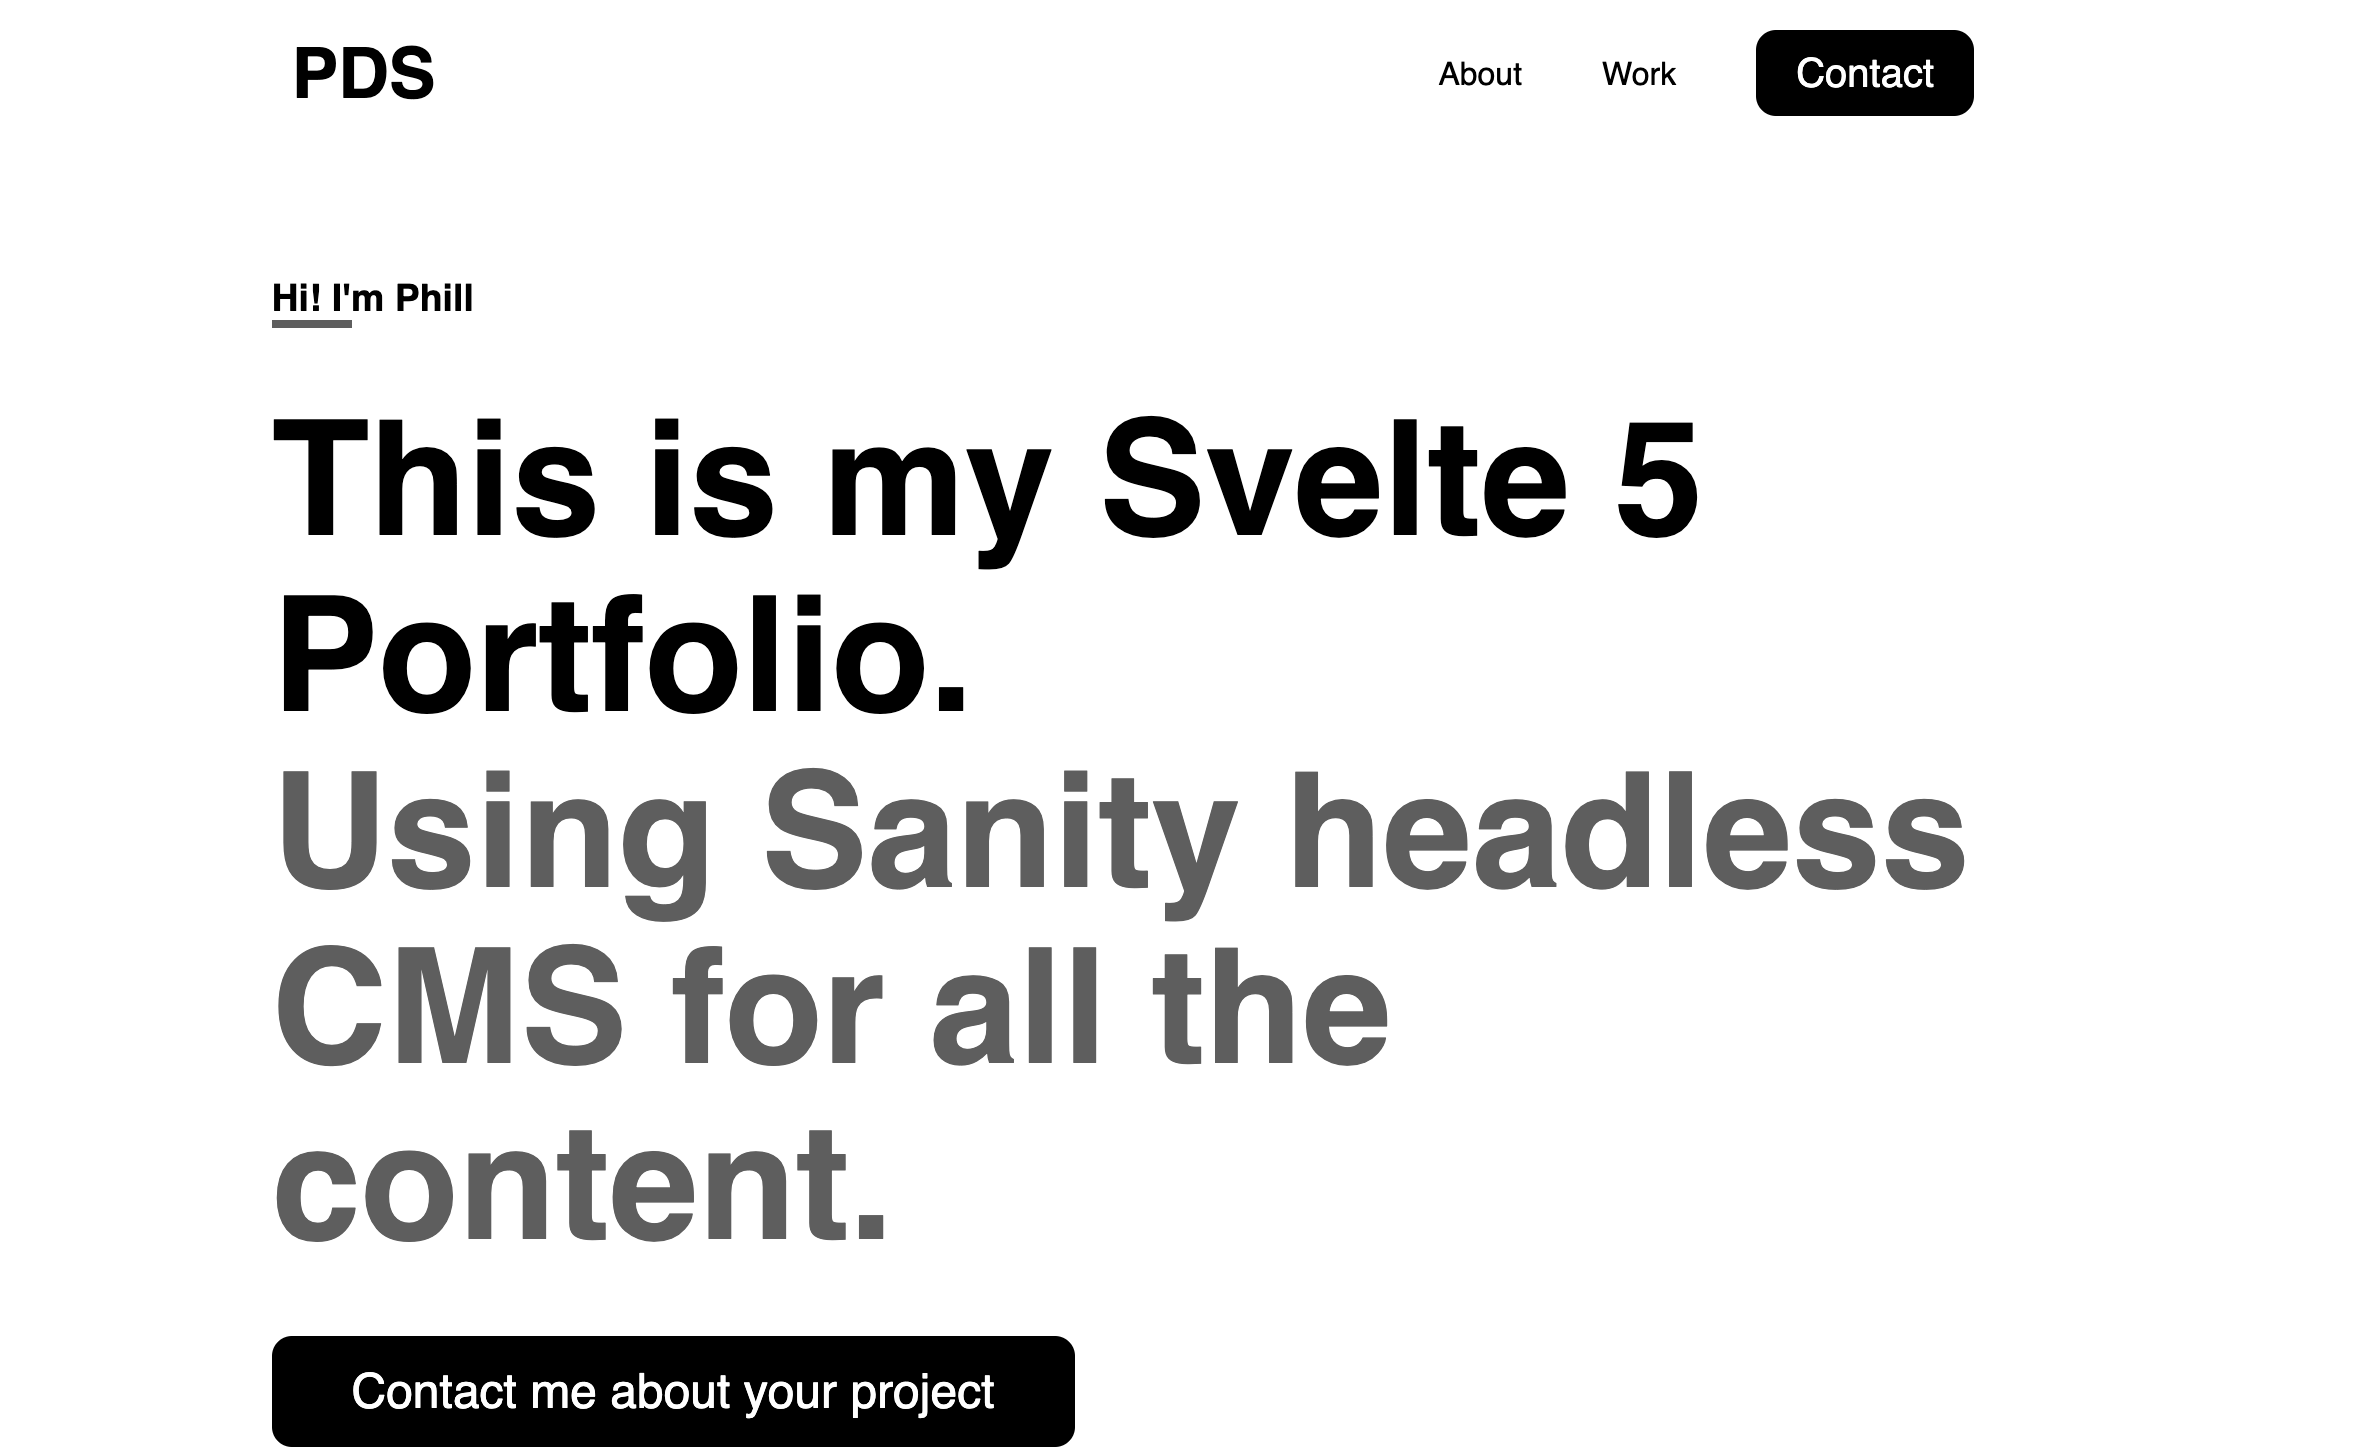 PDS
About
Work
Contact
Hi! I'm Phill
This is my Svelte 5
Portfolio.
Using Sanity headless
CMS for all the
content.
Contact me about your project